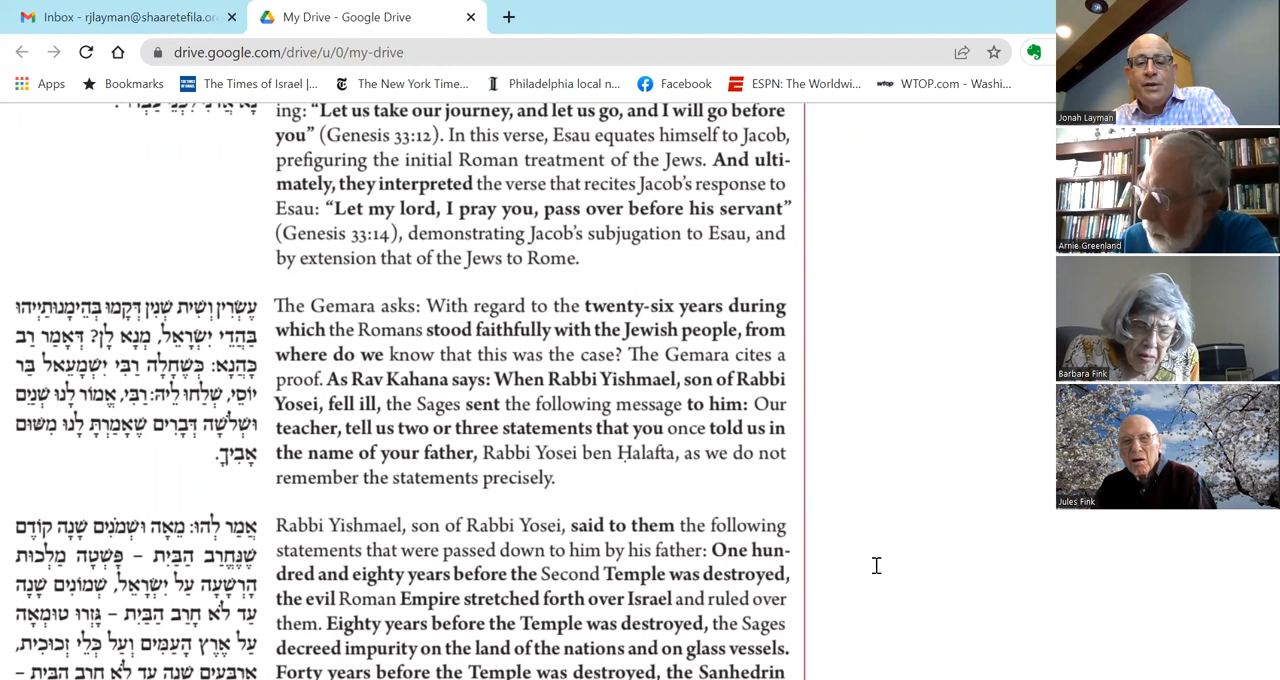 Inbox - rjlayman@shaaretefila.or
My Drive - Google Drive
drive.google.com/drive/u/0/my-drive
Apps
Bookmarks
The Times of Israel |...
The New York Times...
Philadelphia local n...
Facebook
ESPN: The Worldwi...
WTOP.com - Washi...
ing: “Let us take our journey, and let us go, and I will go before
you” (Genesis 33:12). In this verse, Esau equates himself to Jacob,
prefiguring the initial Roman treatment of the Jews. And ulti-
mately, they interpreted the verse that recites Jacob’s response to
Esau: “Let my lord, I pray you, pass over before his servant”
(Genesis 33:14), demonstrating Jacob’s subjugation to Esau, and
by extension that of the Jews to Rome.
עֶשְׂרִין וְשִׁית שְׁנִין דְּקָמוּ בְּהֵימָנוּתַיְיהוּ
בַּהֲדֵי יִשְׂרָאֵל, מְנָא לַן? דְּאָמַר רַב
כָּהֲנָא: כְּשֶׁחָלָה רַבִּי יִשְׁמָעֵאל בַּר
יוֹסֵי, שָׁלְחוּ לֵיהּ: רַבִּי, אֱמוֹר לָנוּ שְׁנַיִם
וּשְׁלֹשָׁה דְּבָרִים שֶׁאָמַרְתָּ לָנוּ מִשּׁוּם
אָבִיךָ.
The Gemara asks: With regard to the twenty-six years during
which the Romans stood faithfully with the Jewish people, from
where do we know that this was the case? The Gemara cites a
proof. As Rav Kahana says: When Rabbi Yishmael, son of Rabbi
Yosei, fell ill, the Sages sent the following message to him: Our
teacher, tell us two or three statements that you once told us in
the name of your father, Rabbi Yosei ben Ḥalafta, as we do not
remember the statements precisely.
אָמַר לְהוּ: מֵאָה וּשְׁמֹנִים שָׁנָה קוֹדֶם
שֶׁנֶּחֱרַב הַבַּיִת – פָּשְׁטָה מַלְכוּת
הָרִשְׁעָה עַל יִשְׂרָאֵל, שְׁמוֹנִים שָׁנָה
עַד לֹא חָרַב הַבַּיִת – גָּזְרוּ טוּמְאָה
עַל אֶרֶץ הָעַמִּים וְעַל כְּלֵי זְכוּכִית,
אַרְבָּעִים שָׁנָה עַד לֹא חָרַב הַבַּיִת –
Rabbi Yishmael, son of Rabbi Yosei, said to them the following
statements that were passed down to him by his father: One hun-
dred and eighty years before the Second Temple was destroyed,
the evil Roman Empire stretched forth over Israel and ruled over
them. Eighty years before the Temple was destroyed, the Sages
decreed impurity on the land of the nations and on glass vessels.
Forty years before the Temple was destroyed, the Sanhedrin
Jonah Layman
Arnie Greenland
Barbara Fink
Jules Fink